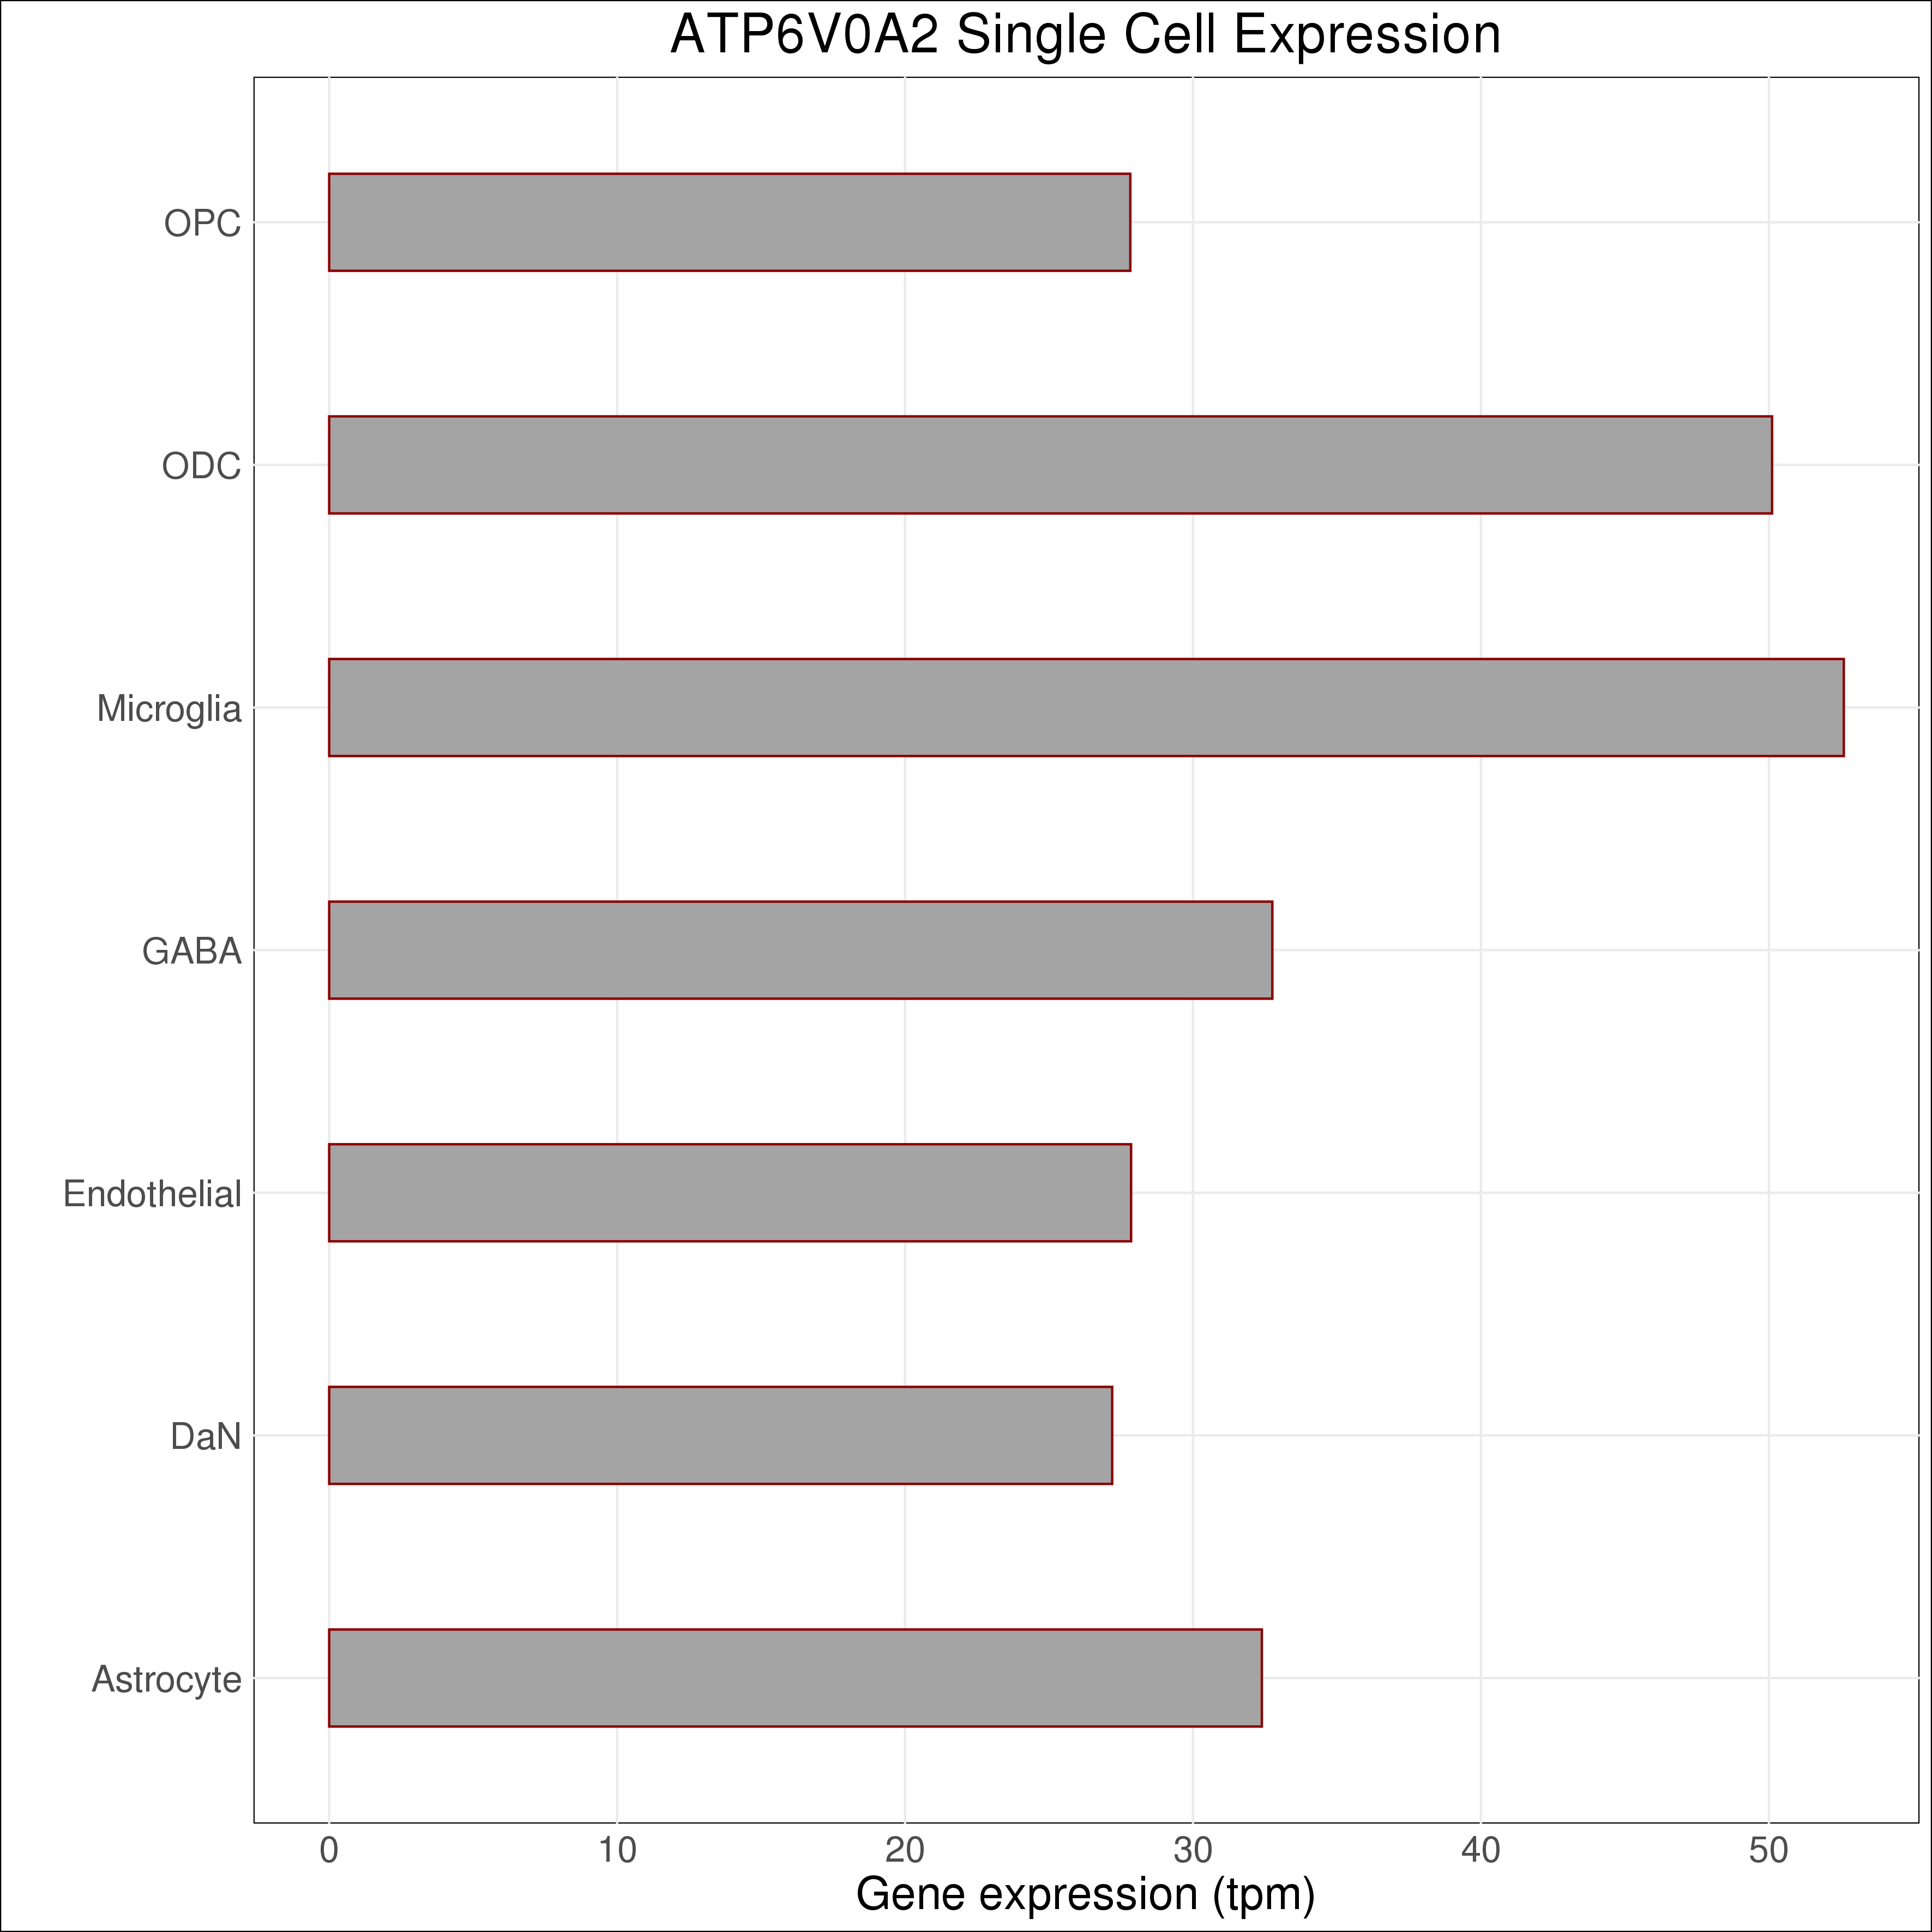 ATP6V0A2 Single Cell Expression
OPC
ODC
Microglia
GABA
Endothelial
DaN
Astrocyte
0 10 20 30 40 50
Gene expression (tpm)